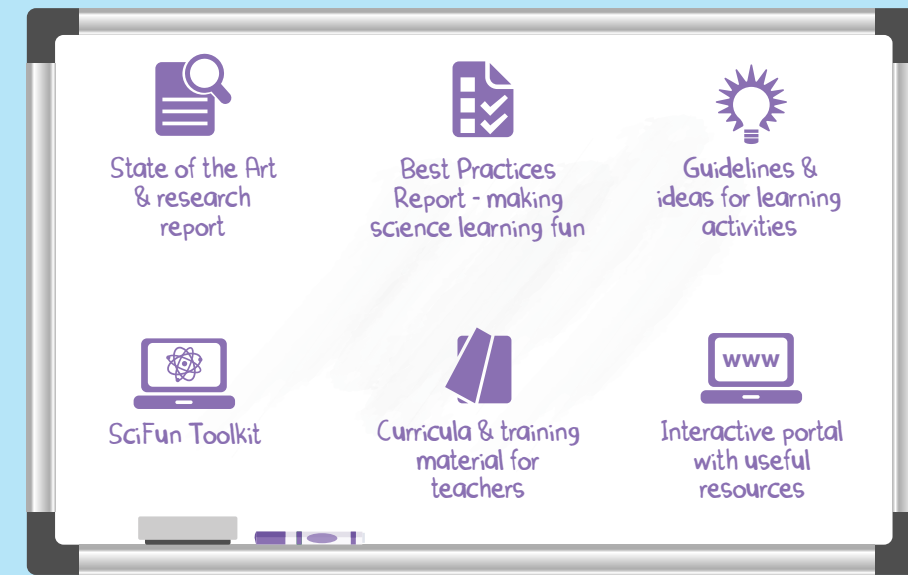 State of the Art
& research
report
Best Practices
Report - making
science learning fun
Guidelines &
ideas for learning
activities
SciFun Toolkit
Curricula & training
material for
teachers
www
Interactive portal
with useful
resources